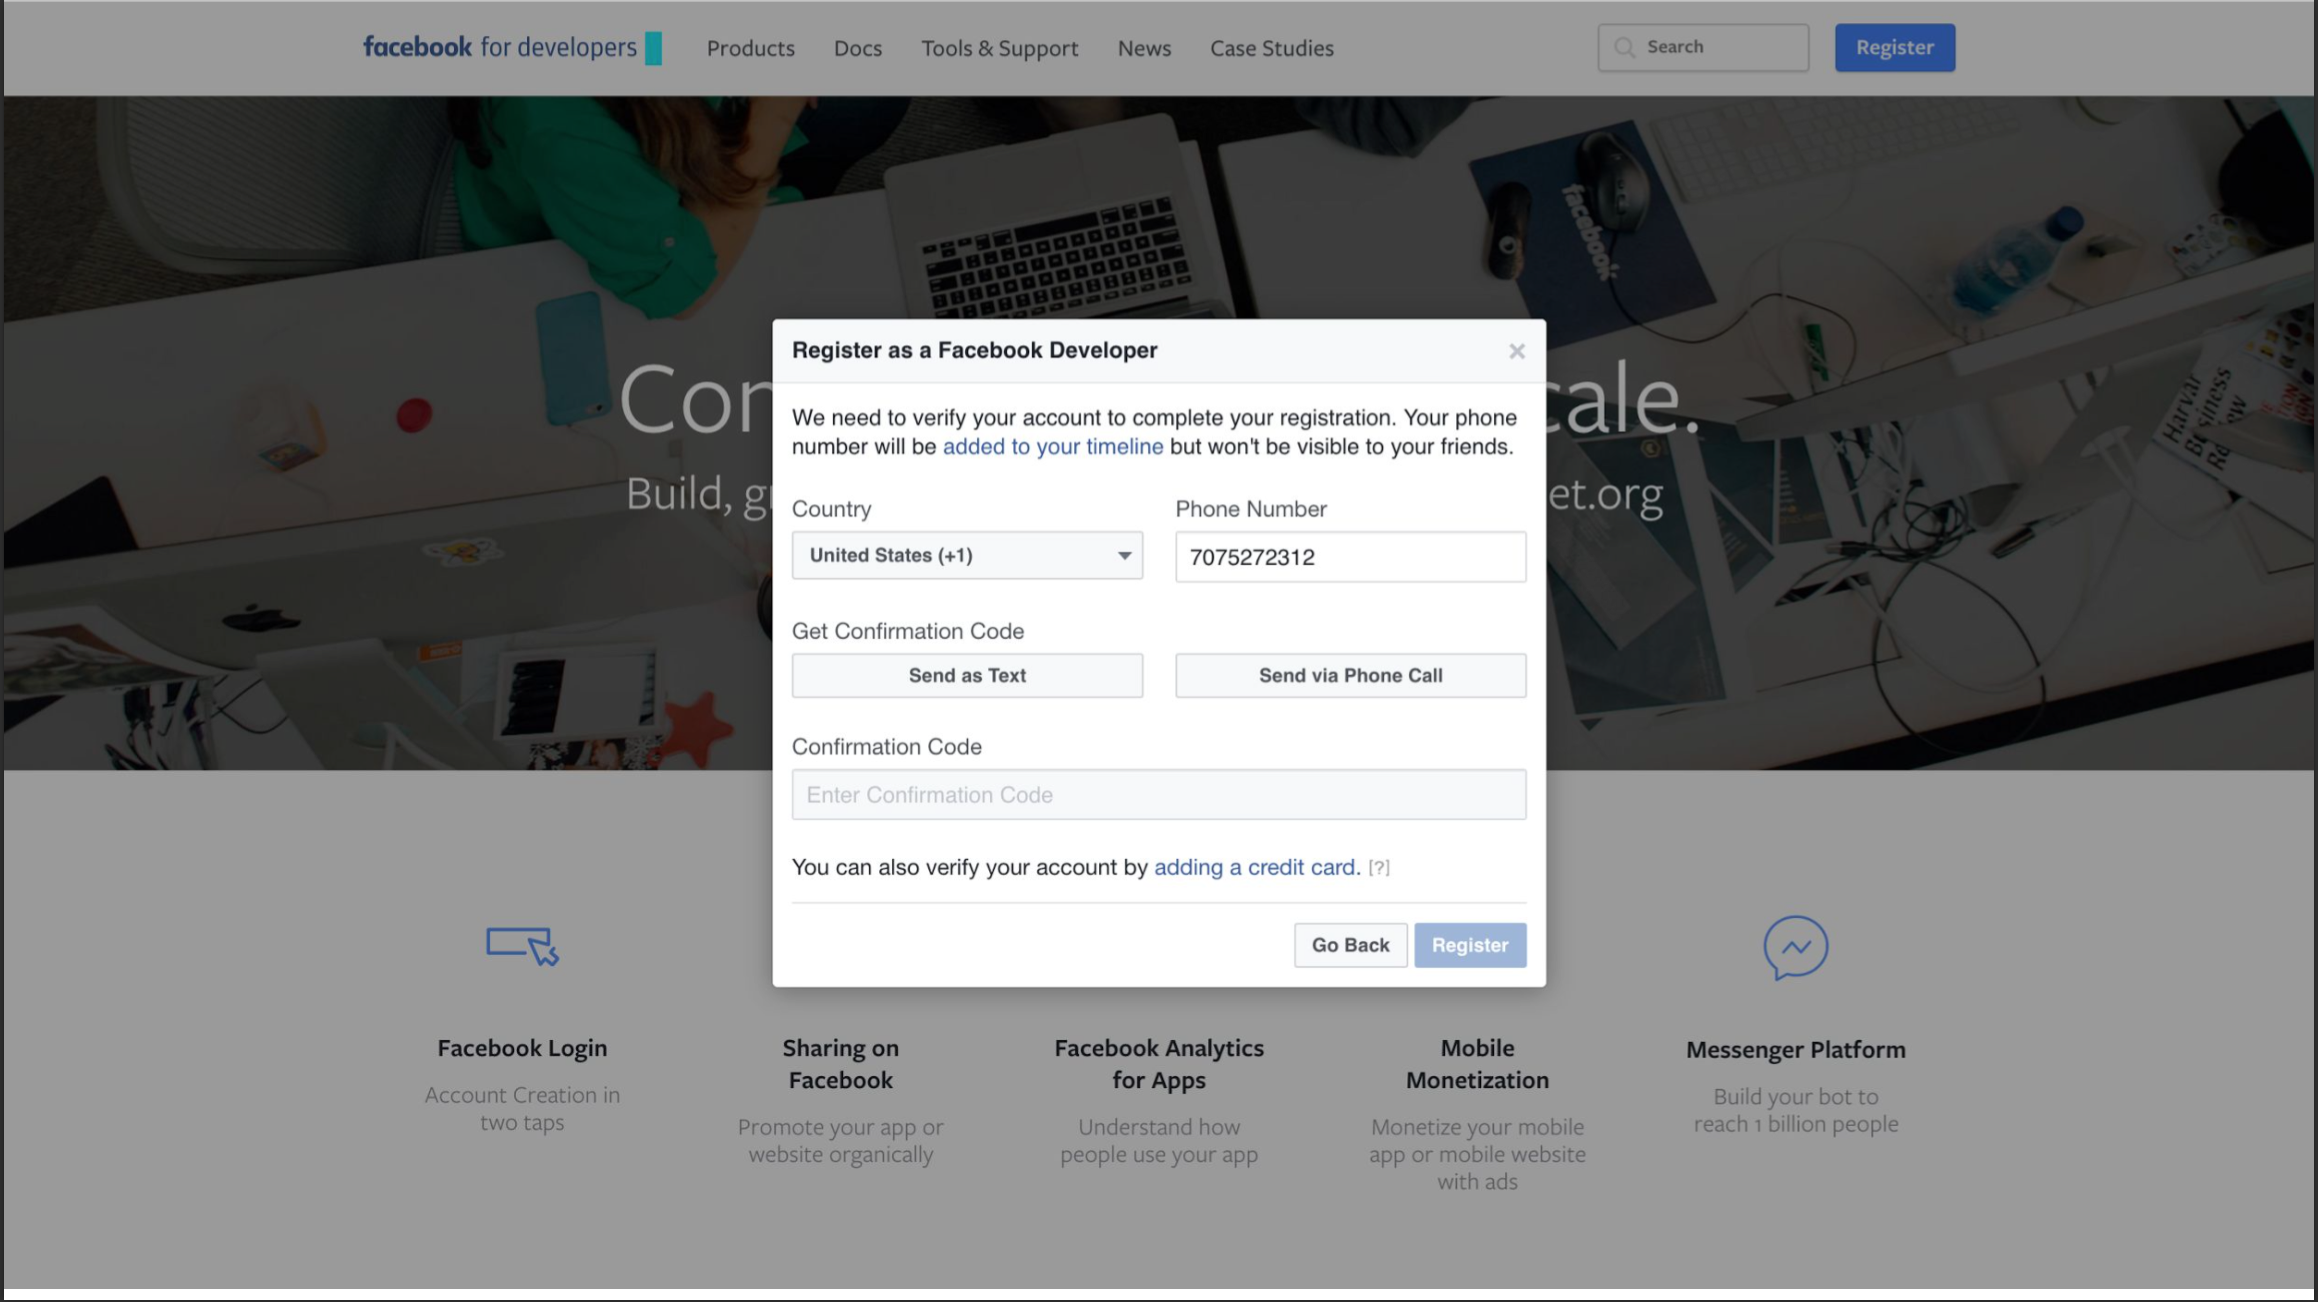 facebook for developers
Products
Docs
Tools & Support
News
Case Studies
Search
Register
facebook
Harvar
Business
Con
cale.
Build, g
et.org
Register as a Facebook Developer
We need to verify your account to complete your registration. Your phone
number will be added to your timeline but won't be visible to your friends.
Country
Phone Number
United States (+1)
7075272312
Get Confirmation Code
Send as Text
Send via Phone Call
Confirmation Code
Enter Confirmation Code
You can also verify your account by adding a credit card. [?]
Go Back
Register
Facebook Login
Account Creation in
two taps
Sharing on
Facebook
Promote your app or
website organically
Facebook Analytics
for Apps
Understand how
people use your app
Mobile
Monetization
Monetize your mobile
app or mobile website
with ads
Messenger Platform
Build your bot to
reach 1 billion people